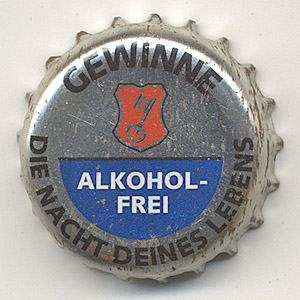 GEWINNE
ALKOHOL-
FREI
DIE NACHT DEINES LEBENS